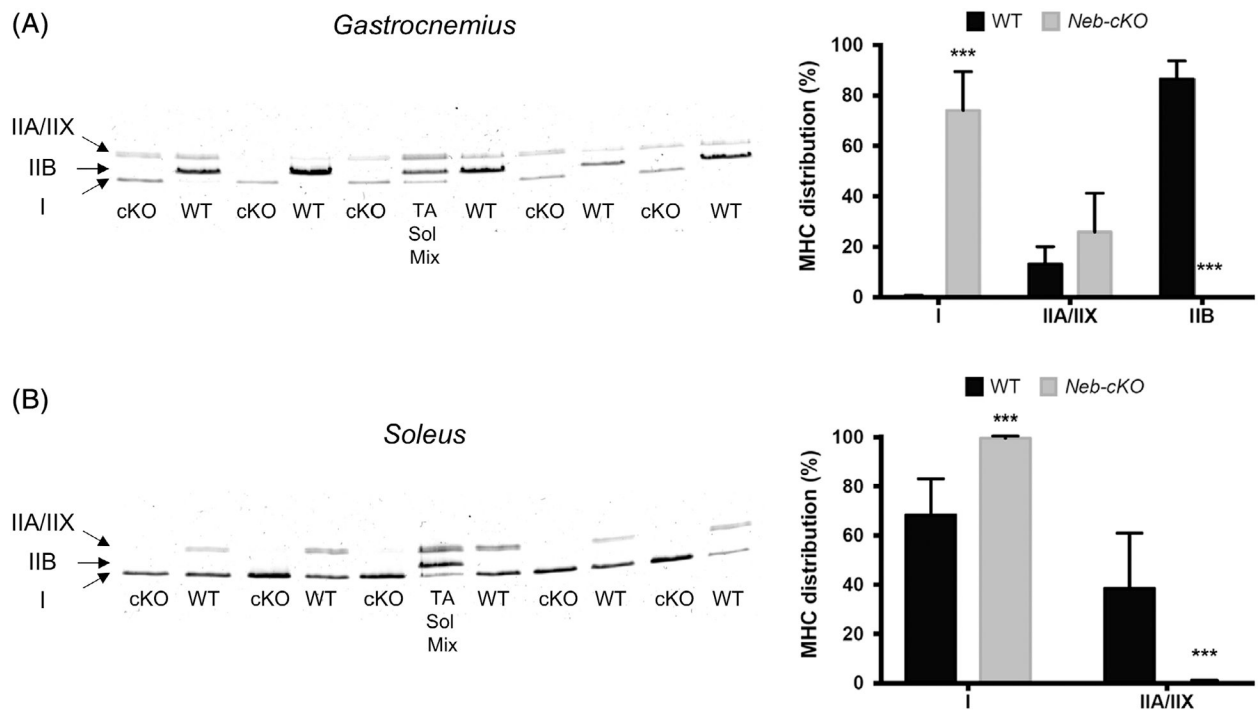 (A)
Gastrocnemius
IIA/IIX
IIB
I
cKO WT cKO WT cKO TA WT cKO WT cKO WT
Sol
Mix
WT Neb-cKO
MHC distribution (%)
100
80
60
40
20
0
***
***
I IIA/IIX IIB
(B)
Soleus
IIA/IIX
IIB
I
cKO WT cKO WT cKO TA WT cKO WT cKO WT
Sol
Mix
WT Neb-cKO
MHC distribution (%)
100
80
60
40
20
0
***
***
I IIA/IIX